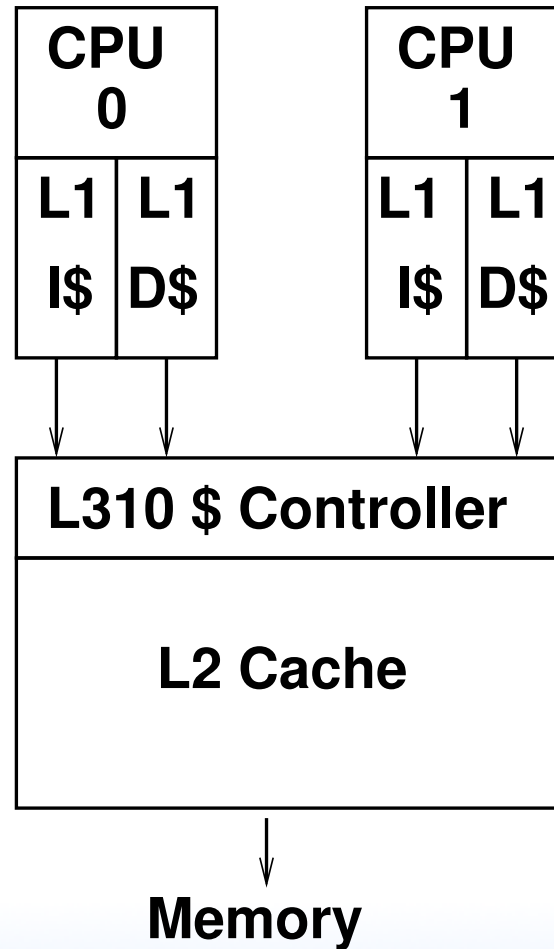 CPU
0
L1
I$
L1
D$
CPU
1
L1
I$
L1
D$
L310 $ Controller
L2 Cache
Memory